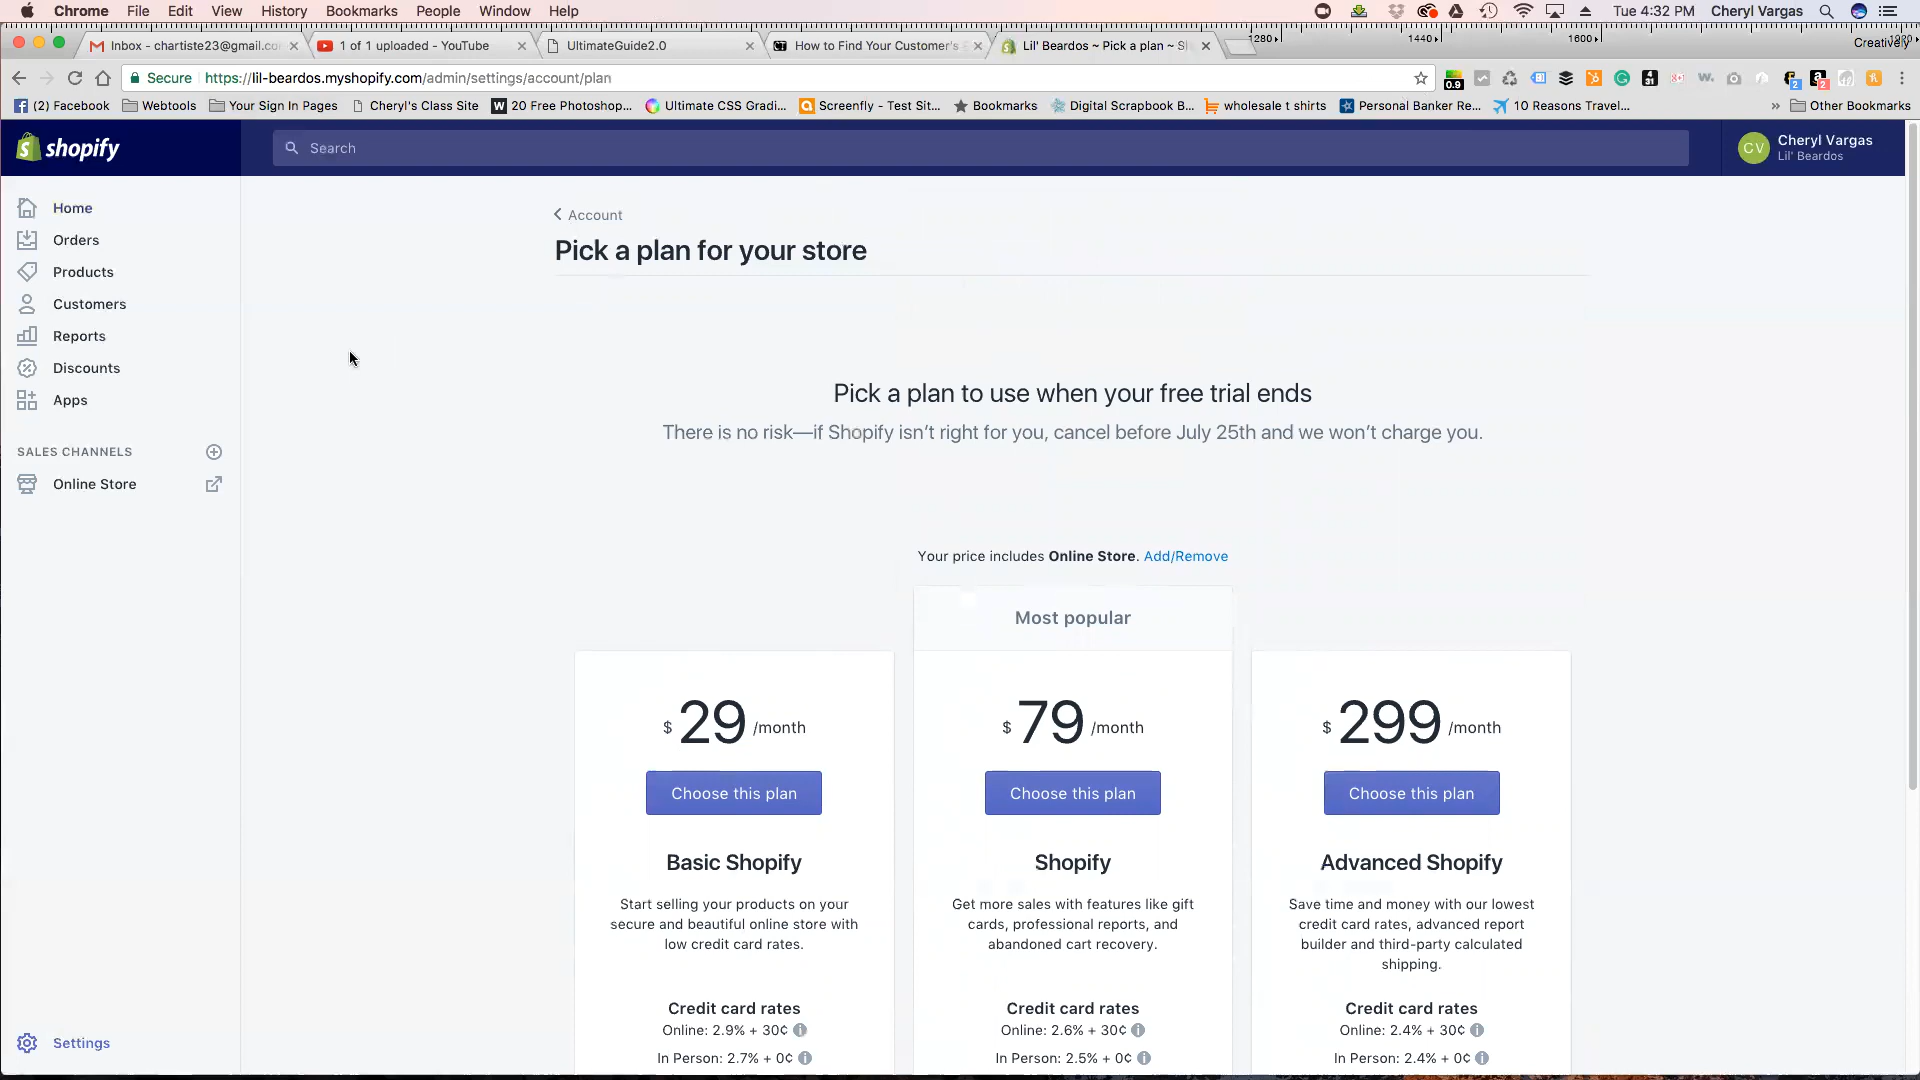 Chrome File Edit View History Bookmarks People Window Help Tue 4:32 PM Cheryl Vargas
1280 1440 1600
Inbox - chartiste23@gmail.co
1 of 1 uploaded - YouTube
UltimateGuide2.0
How to Find Your Customer's
Lil' Beardos ~ Pick a plan ~ S
Creatively
Secure https://lil-beardos.myshopify.com/admin/settings/account/plan
(2) Facebook Webtools Your Sign In Pages Cheryl's Class Site 20 Free Photoshop... Ultimate CSS Gradi... Screenfly - Test Sit... Bookmarks Digital Scrapbook B... wholesale t shirts Personal Banker Re... 10 Reasons Travel... » Other Bookmarks
shopify
Search
CV
Cheryl Vargas
Lil' Beardos
Home
Orders
Products
Customers
Reports
Discounts
Apps
SALES CHANNELS
Online Store
Settings
Account
Pick a plan for your store
Pick a plan to use when your free trial ends
There is no risk—if Shopify isn't right for you, cancel before July 25th and we won't charge you.
Your price includes Online Store. Add/Remove
Most popular
$ 29 /month
Choose this plan
Basic Shopify
Start selling your products on your
secure and beautiful online store with
low credit card rates.
Credit card rates
Online: 2.9% + 30¢
In Person: 2.7% + 0¢
$ 79 /month
Choose this plan
Shopify
Get more sales with features like gift
cards, professional reports, and
abandoned cart recovery.
Credit card rates
Online: 2.6% + 30¢
In Person: 2.5% + 0¢
$ 299 /month
Choose this plan
Advanced Shopify
Save time and money with our lowest
credit card rates, advanced report
builder and third-party calculated
shipping.
Credit card rates
Online: 2.4% + 30¢
In Person: 2.4% + 0¢